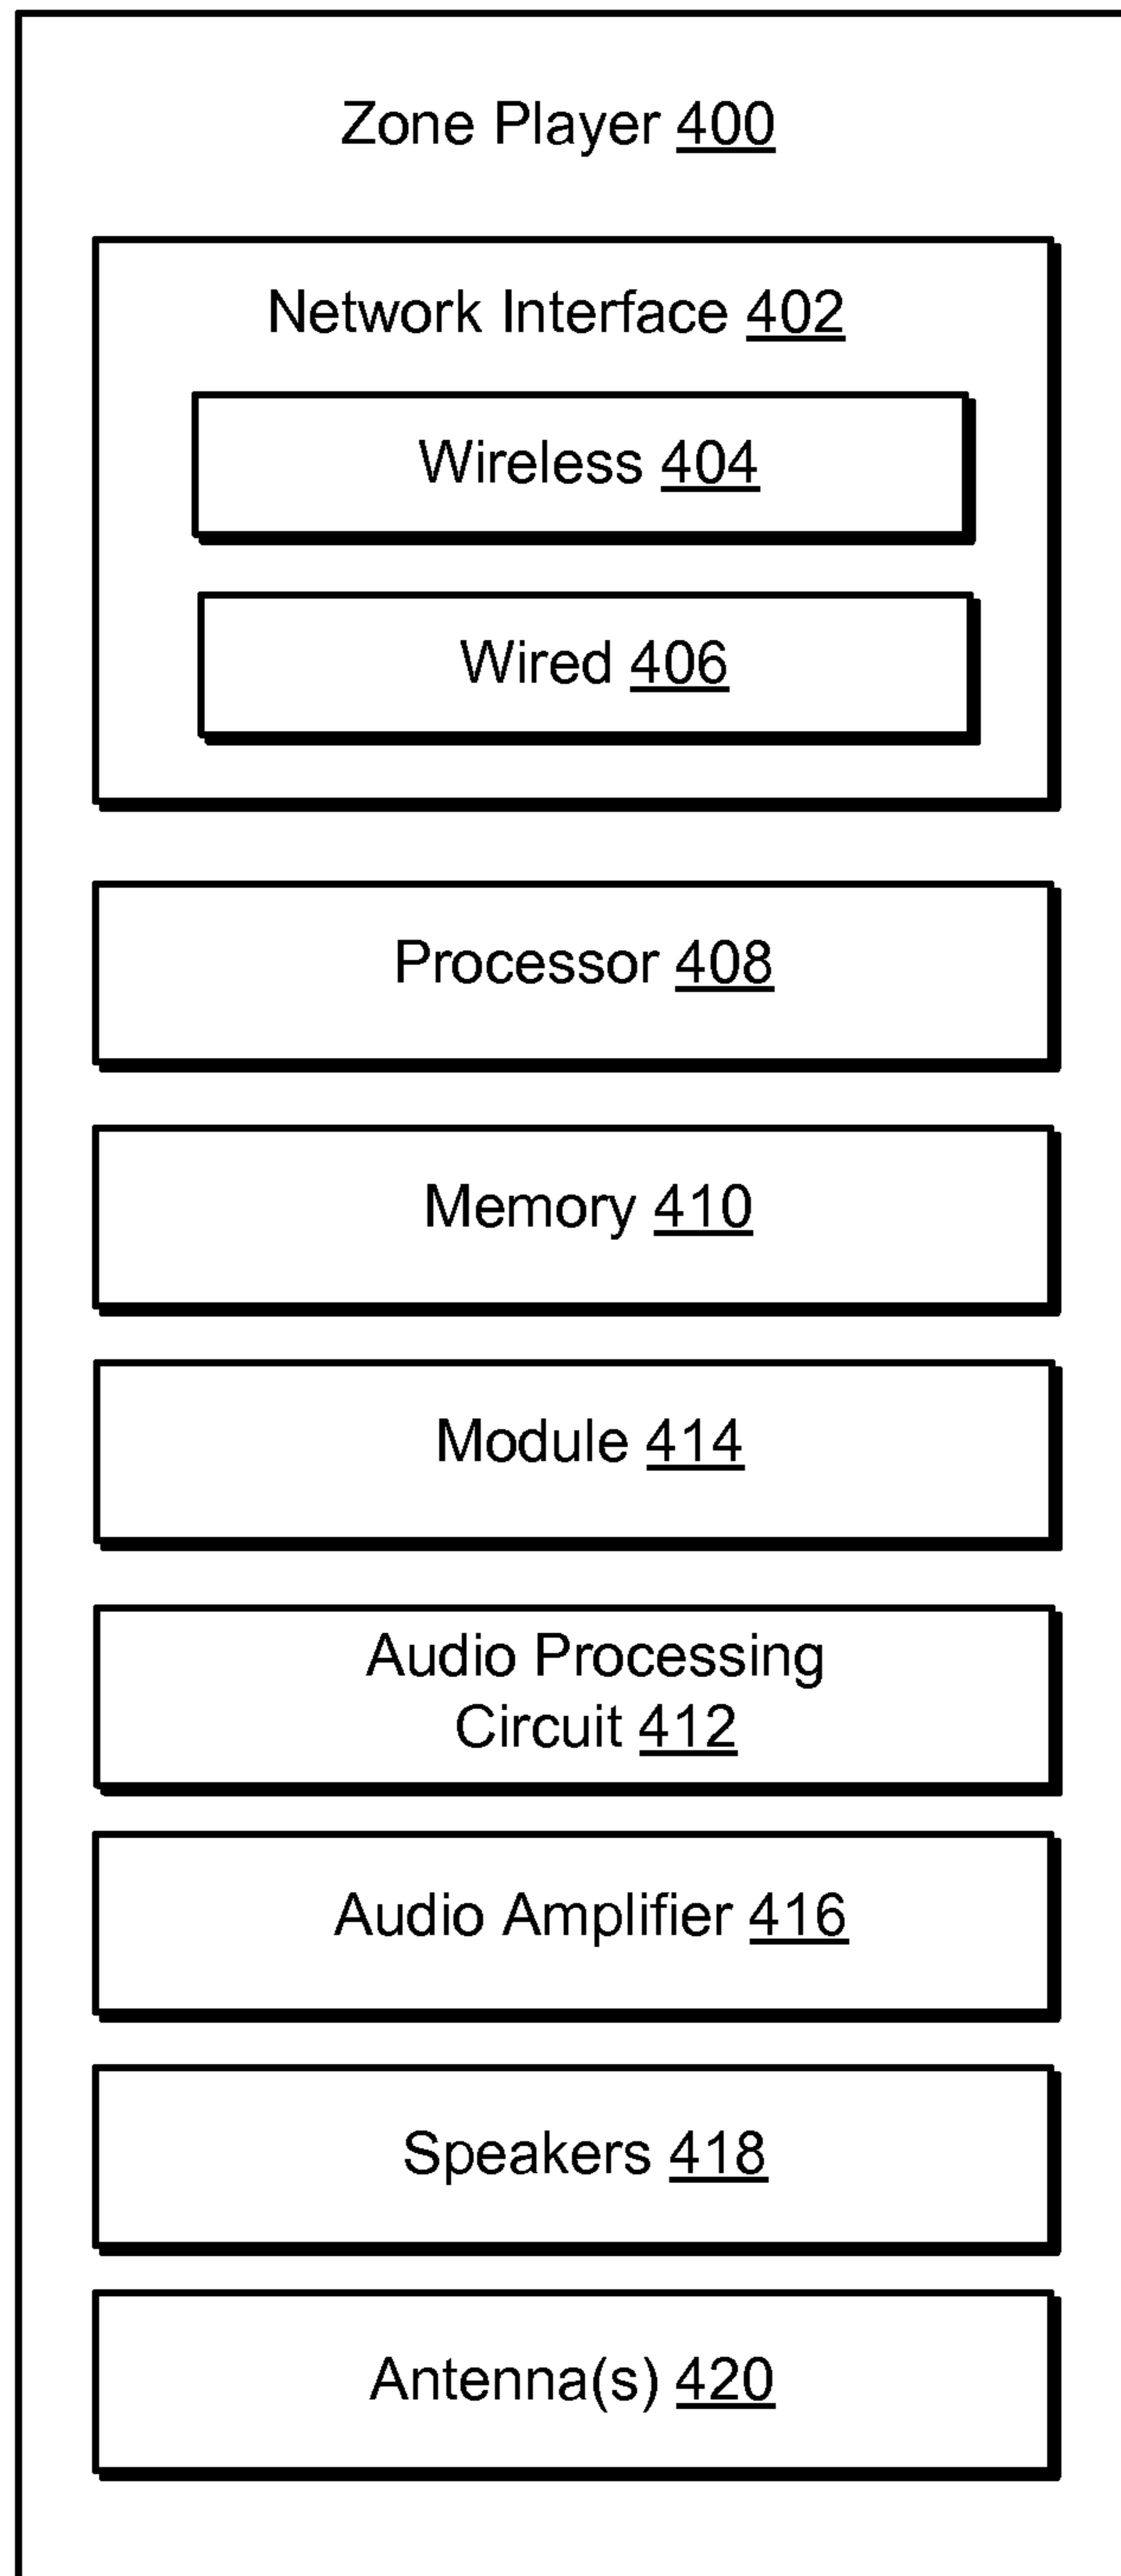 Zone Player 400
Network Interface 402
Wireless 404
Wired 406
Processor 408
Memory 410
Module 414
Audio Processing
Circuit 412
Audio Amplifier 416
Speakers 418
Antenna(s) 420